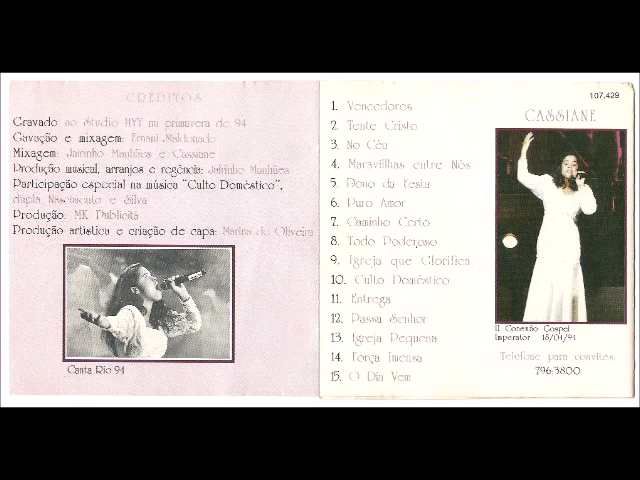 CREDITOS
Gravado no Studio NYT na primavera de 94
Gavação e mixagem: Ernani Maldonado
Mixagem: Jairinho Manhães e Cassiane
Produção musical, arranjos e regência: Jairinho Manhães
Participação especial na música "Culto Doméstico",
dupla Nascimento e Silva
Produção: MK Publicitá
Produção artistica e criação de capa: Marina de Oliveira
Canta Rio 94
1. Vencedores
2. Tente Cristo
3. No Céu
4. Maravilhas entre Nós
5. Dono da Festa
6. Puro Amor
7. Caminho Certo
8. Todo Poderoso
9. Igreja que Glorifica
10. Culto Doméstico
11. Entrega
12. Passa Senhor
13. Igreja Pequena
14. Força Imensa
15. O Dia Vem
107.429
CASSIANE
II Conexão Gospel
Imperator 18/04/94
Telefone para convites:
796-3800